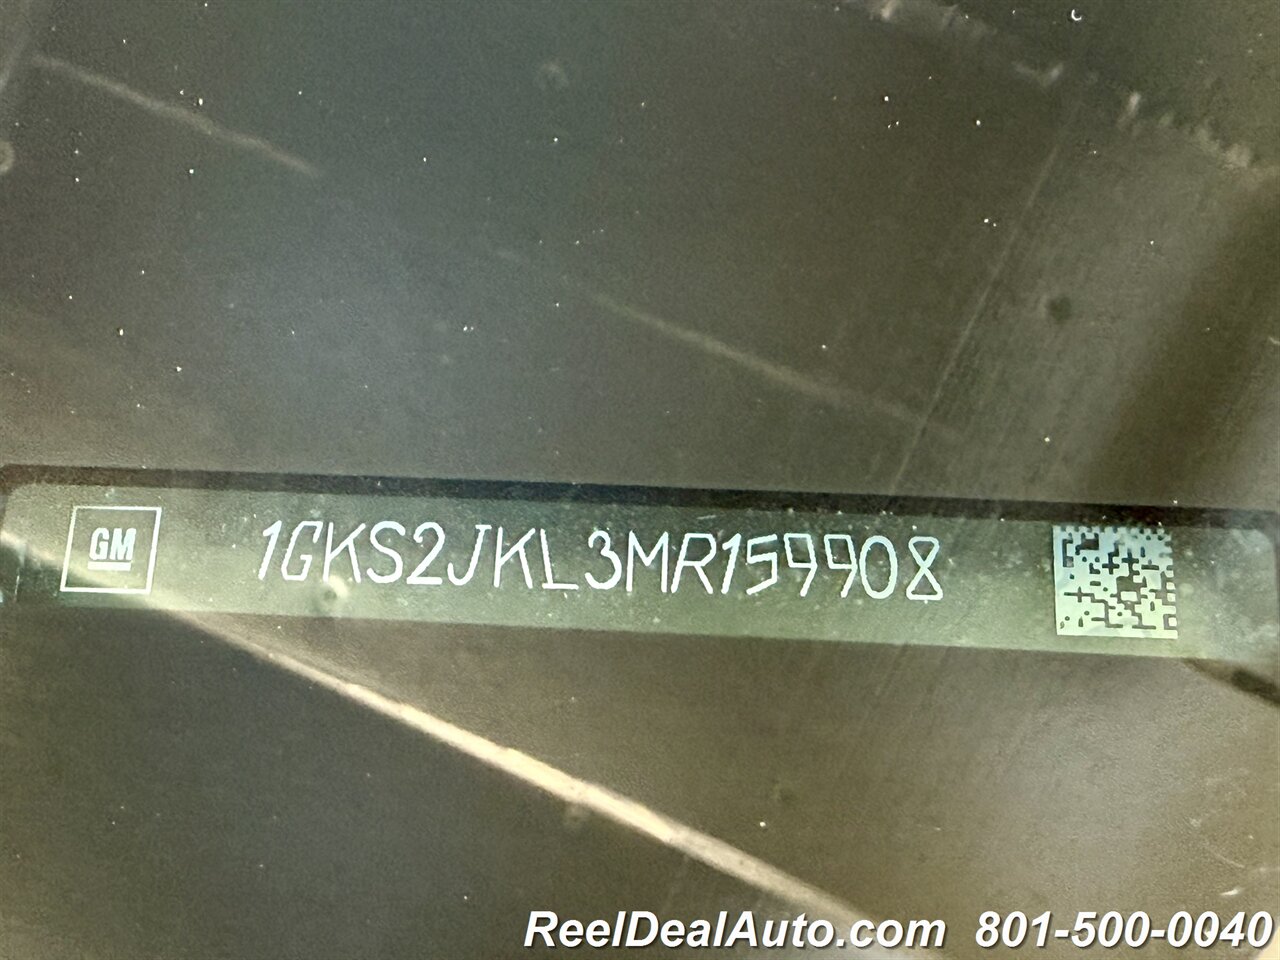 GM 1GKS2JKL3MR159908
ReelDealAuto.com 801-500-0040